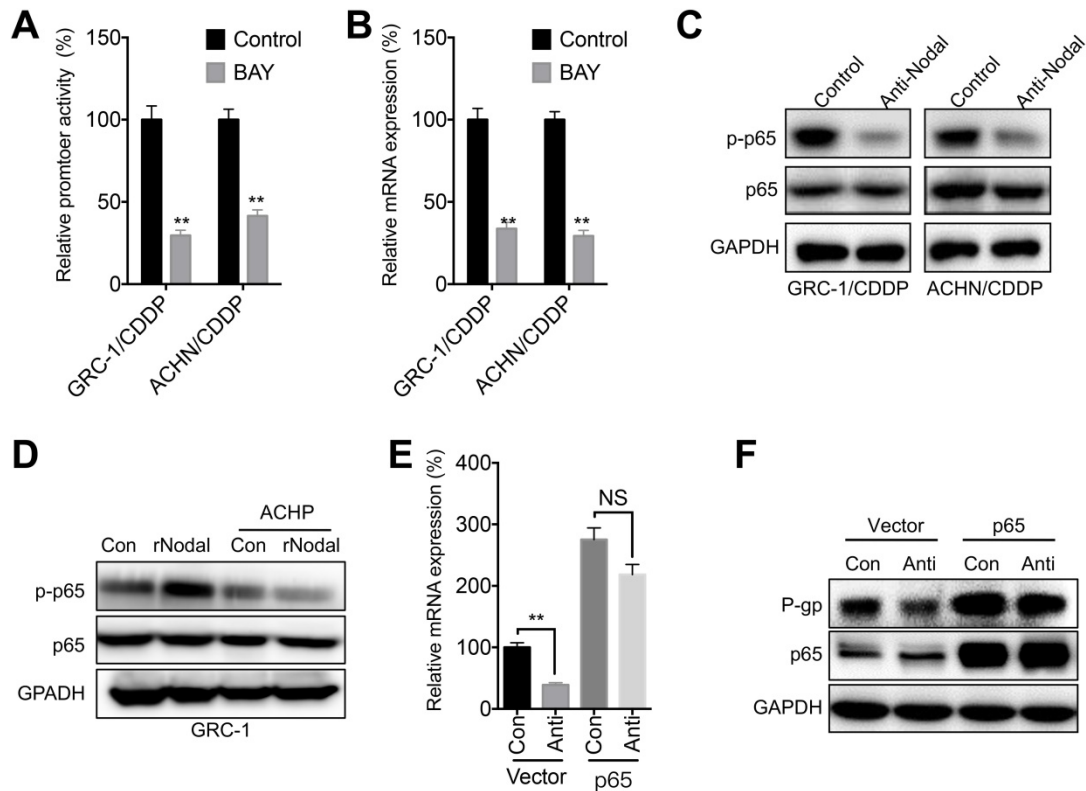 A
Relative promtoer activity (%)
150
100
50
0
Control
BAY
**
**
GRC-1/CDDP
ACHN/CDDP
B
Relative mRNA expression (%)
150
100
50
0
Control
BAY
**
**
GRC-1/CDDP
ACHN/CDDP
C
Control Anti-Nodal Control Anti-Nodal
p-p65
p65
GAPDH
GRC-1/CDDP ACHN/CDDP
D
ACHP
Con rNodal Con rNodal
p-p65
p65
GPADH
GRC-1
E
Relative mRNA expression (%)
400
300
200
100
0
**
NS
Con Anti Con Anti
Vector p65
F
Vector p65
Con Anti Con Anti
P-gp
p65
GAPDH